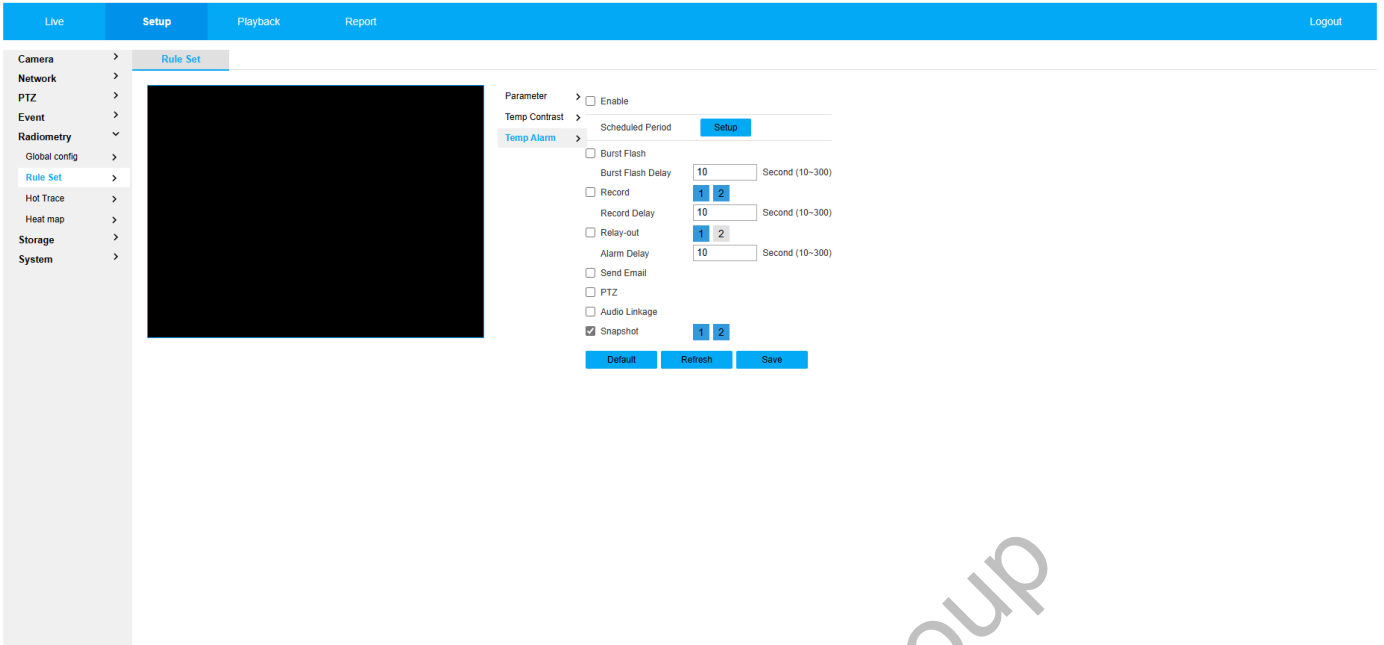 Live Setup Playback Report Logout
Camera
Network
PTZ
Event
Radiometry
Global config
Rule Set
Hot Trace
Heat map
Storage
System
Rule Set
Parameter
Temp Contrast
Temp Alarm
Enable
Scheduled Period Setup
Burst Flash
Burst Flash Delay 10 Second (10~300)
Record 1 2
Record Delay 10 Second (10~300)
Relay-out 1 2
Alarm Delay 10 Second (10~300)
Send Email
PTZ
Audio Linkage
Snapshot 1 2
Default Refresh Save